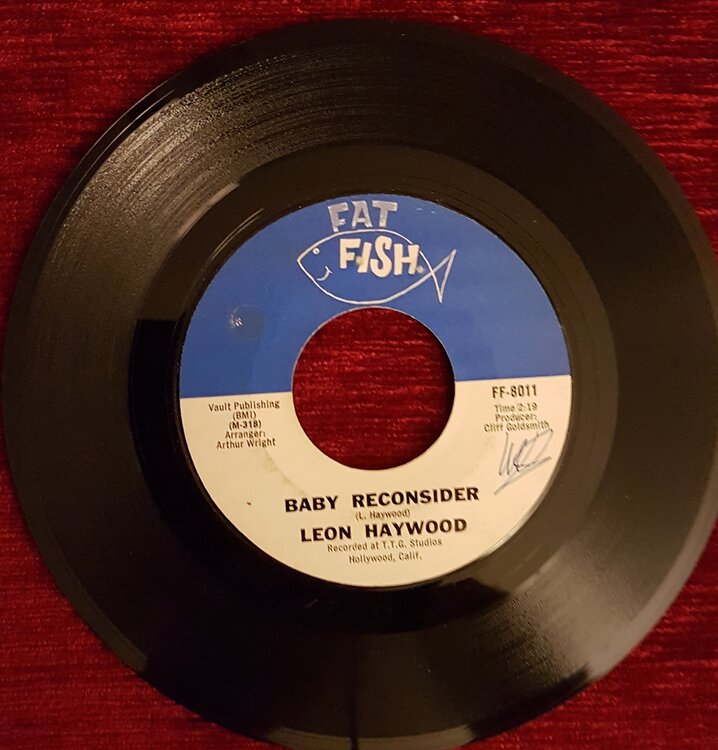 FAT
FISH
Vault Publishing
(BMI)
(M-318)
Arranger:
Arthur Wright
FF-8011
Time 2:19
Producer:
Cliff Goldsmith
BABY RECONSIDER
(L. Haywood)
LEON HAYWOOD
Recorded at T.T.G. Studios
Hollywood, Calif.